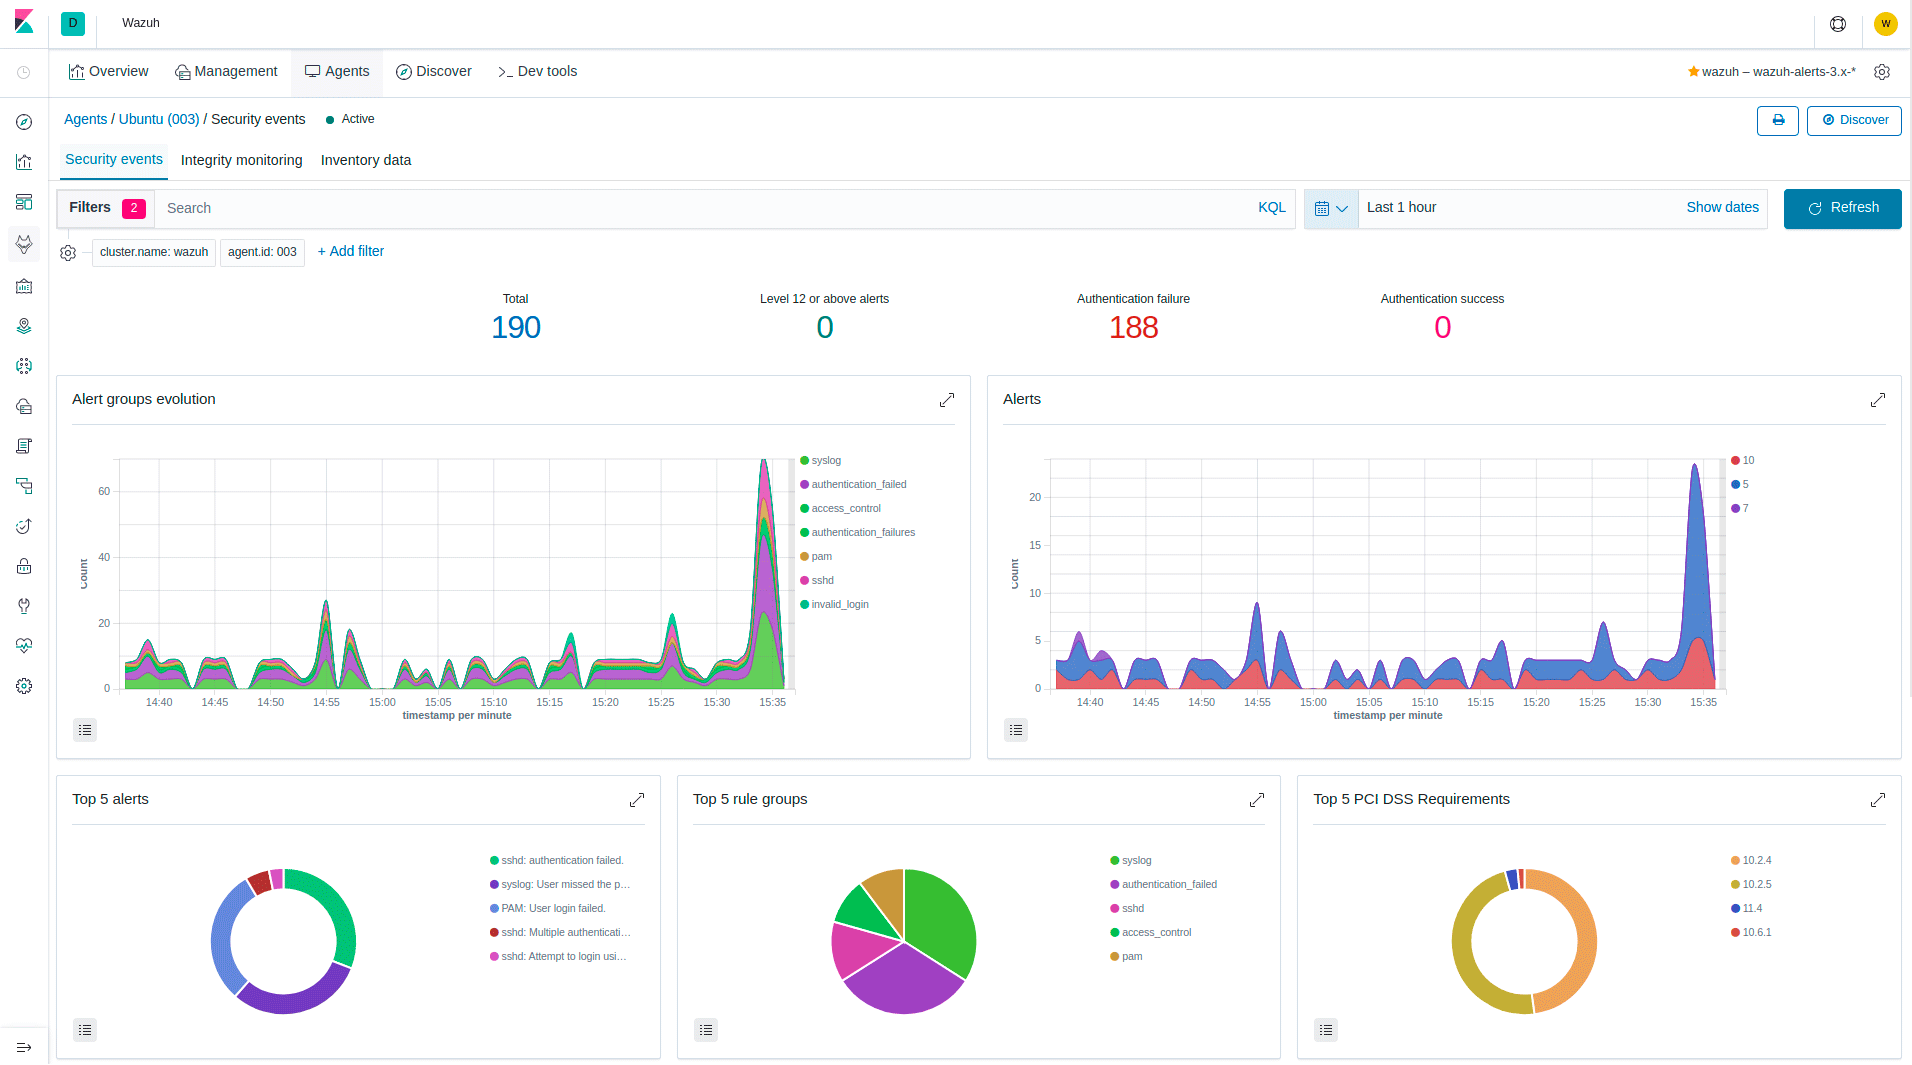 D
Wazuh
W
Overview
Management
Agents
Discover
Dev tools
wazuh – wazuh-alerts-3.x-*
Agents / Ubuntu (003) / Security events
Active
Discover
Security events
Integrity monitoring
Inventory data
Filters 2
Search
KQL
Last 1 hour
Show dates
Refresh
cluster.name: wazuh
agent.id: 003
+ Add filter
Total
190
Level 12 or above alerts
0
Authentication failure
188
Authentication success
0
Alert groups evolution
60
40
20
0
Count
14:40 14:45 14:50 14:55 15:00 15:05 15:10 15:15 15:20 15:25 15:30 15:35
timestamp per minute
syslog
authentication_failed
access_control
authentication_failures
pam
sshd
invalid_login
Alerts
20
15
10
5
0
Count
14:40 14:45 14:50 14:55 15:00 15:05 15:10 15:15 15:20 15:25 15:30 15:35
timestamp per minute
10
5
7
Top 5 alerts
sshd: authentication failed.
syslog: User missed the p...
PAM: User login failed.
sshd: Multiple authenticati...
sshd: Attempt to login usi...
Top 5 rule groups
syslog
authentication_failed
sshd
access_control
pam
Top 5 PCI DSS Requirements
10.2.4
10.2.5
11.4
10.6.1